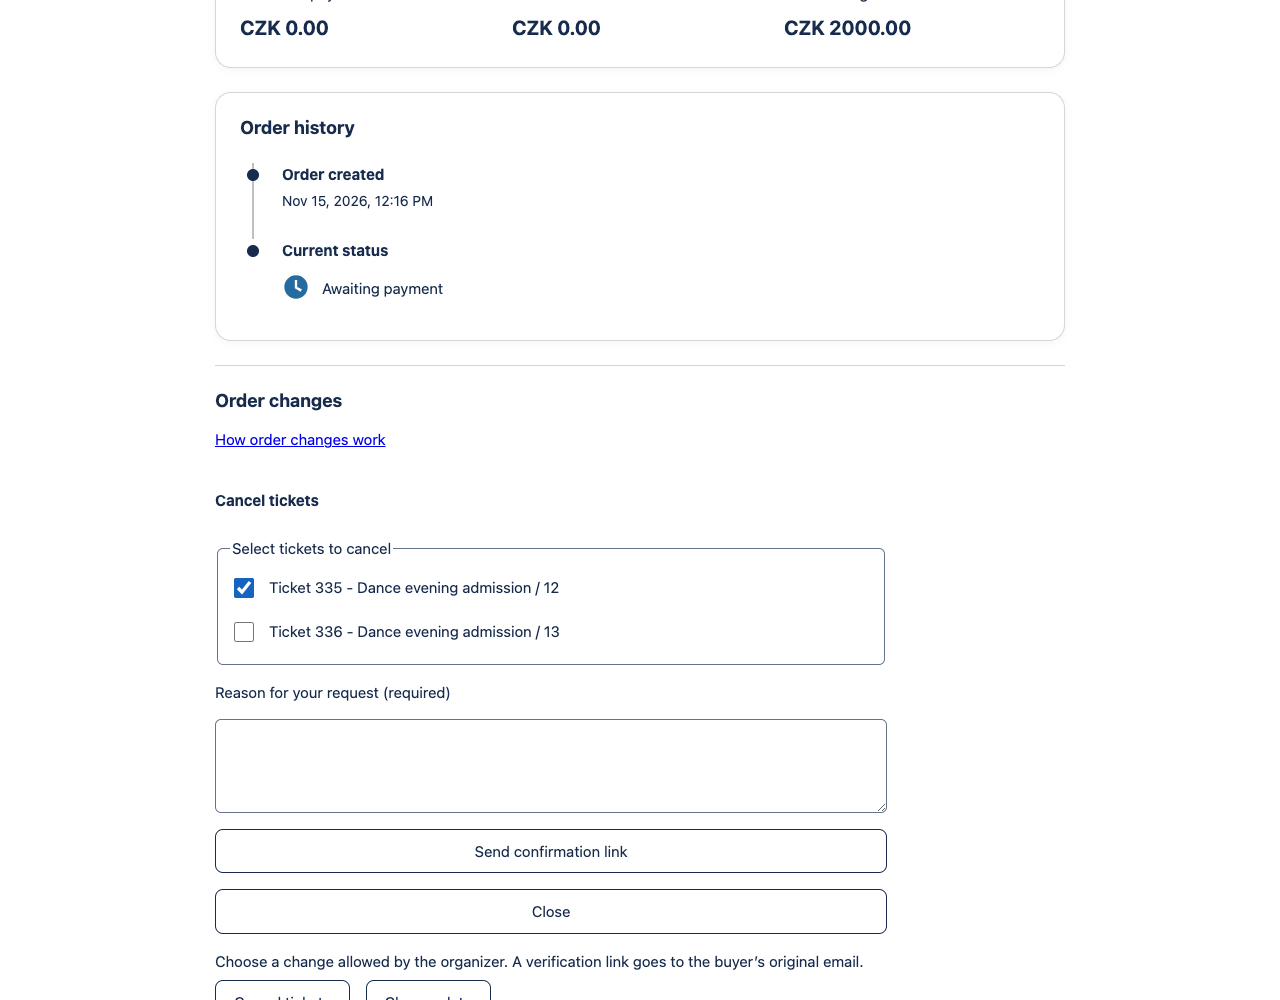 CZK 0.00 CZK 0.00 CZK 2000.00
Order history
Order created
Nov 15, 2026, 12:16 PM
Current status
Awaiting payment
Order changes
How order changes work
Cancel tickets
Select tickets to cancel
Ticket 335 - Dance evening admission / 12
Ticket 336 - Dance evening admission / 13
Reason for your request (required)
Send confirmation link
Close
Choose a change allowed by the organizer. A verification link goes to the buyer’s original email.